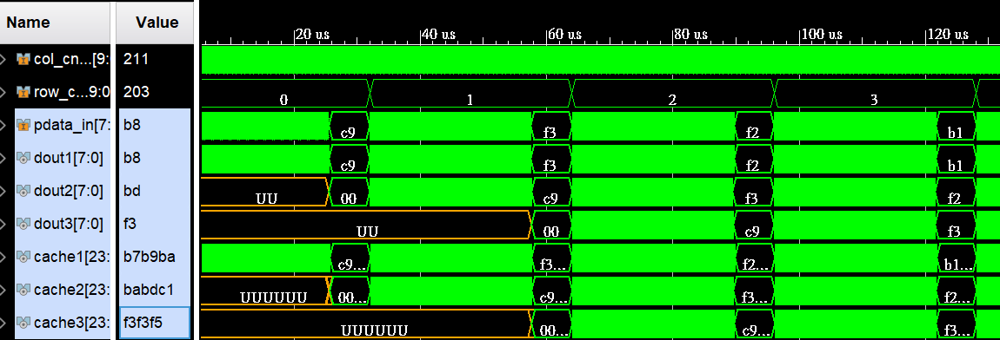 Name Value
20 us 40 us 60 us 80 us 100 us 120 us
col_cn...[9: 211
row_c...9:0 203 0 1 2 3
pdata_in[7: b8 c9 f3 f2 b1
dout1[7:0] b8 c9 f3 f2 b1
dout2[7:0] bd UU 00 c9 f3 f2
dout3[7:0] f3 UU 00 c9 f3
cache1[23: b7b9ba c9... f3... f2... b1...
cache2[23: babdc1 UUUUUU 00... c9... f3... f2...
cache3[23: f3f3f5 UUUUUU 00... c9... f3...